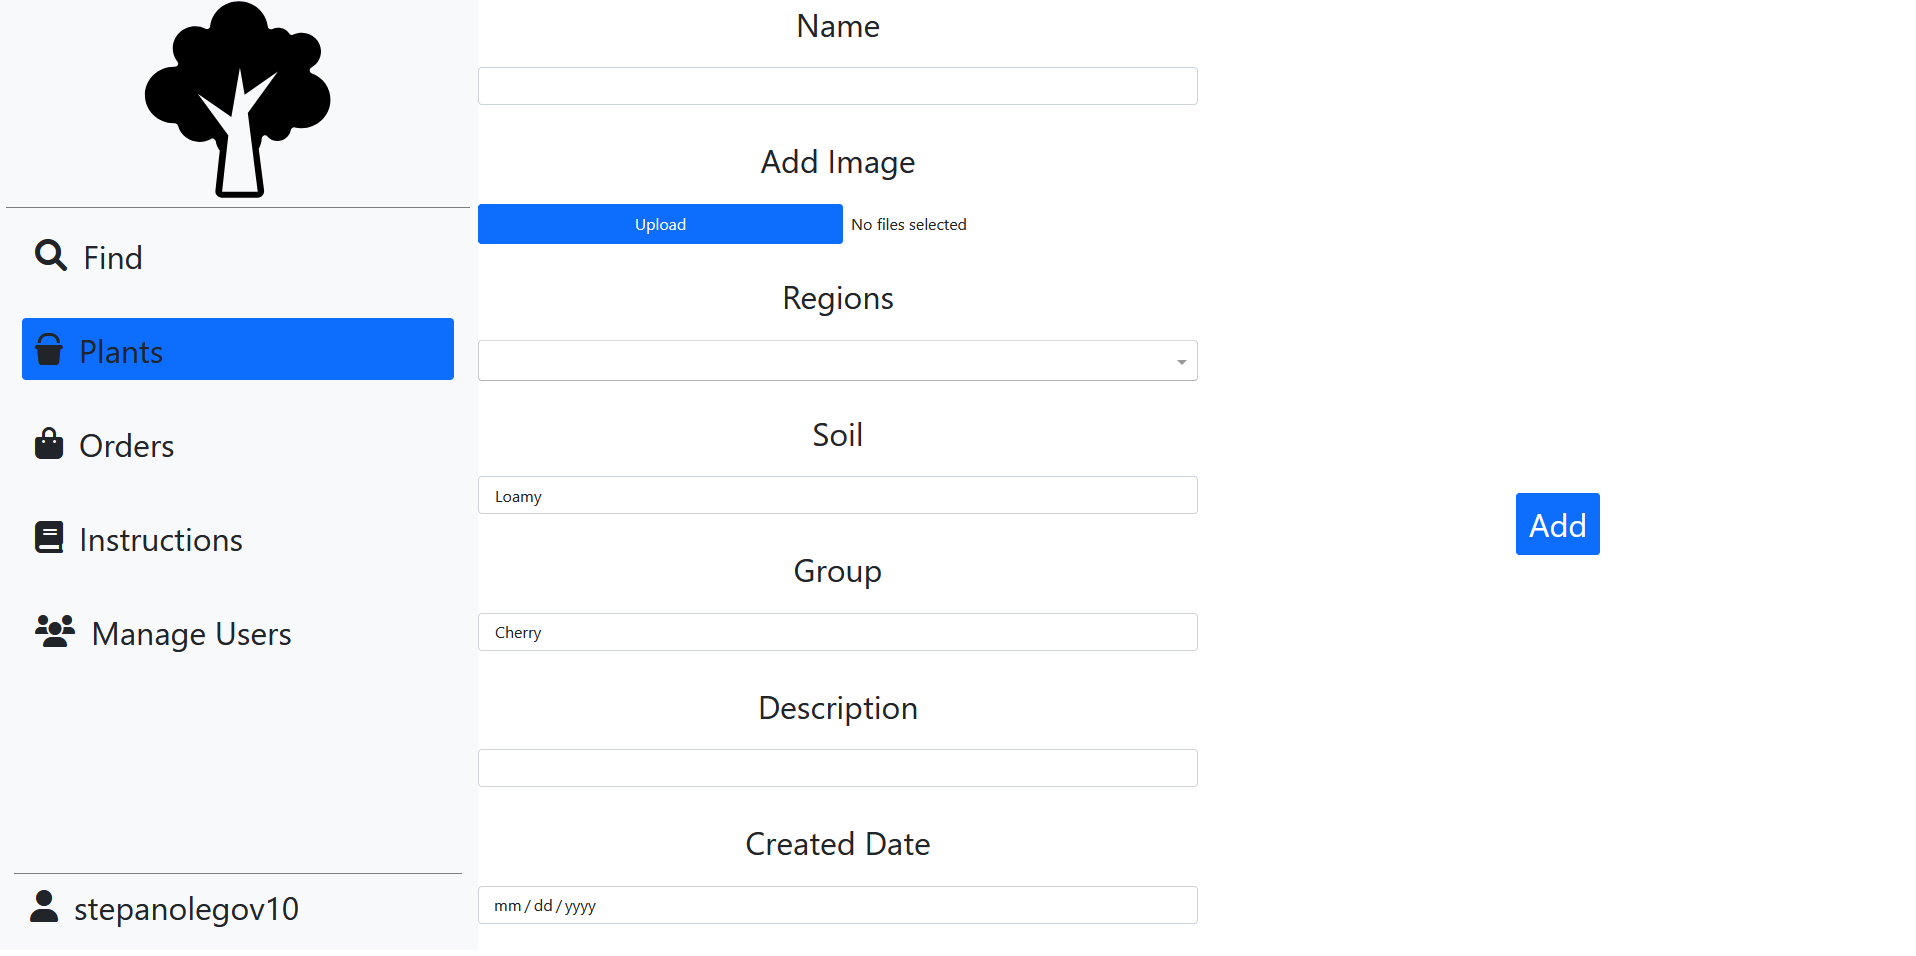 Find
Plants
Orders
Instructions
Manage Users
stepanolegov10
Name
Add Image
Upload No files selected
Regions
Soil
Loamy
Group
Cherry
Description
Created Date
mm/dd/yyyy
Add